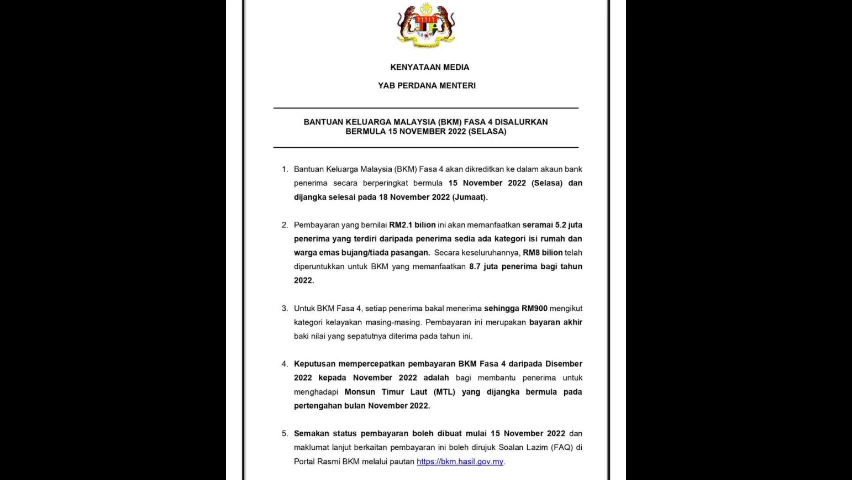 KENYATAAN MEDIA
YAB PERDANA MENTERI
BANTUAN KELUARGA MALAYSIA (BKM) FASA 4 DISALURKAN
BERMULA 15 NOVEMBER 2022 (SELASA)
1. Bantuan Keluarga Malaysia (BKM) Fasa 4 akan dikreditkan ke dalam akaun bank
penerima secara berperingkat bermula 15 November 2022 (Selasa) dan
dijangka selesai pada 18 November 2022 (Jumaat).
2. Pembayaran yang bernilai RM2.1 bilion ini akan memanfaatkan seramai 5.2 juta
penerima yang terdiri daripada penerima sedia ada kategori isi rumah dan
warga emas bujang/tiada pasangan. Secara keseluruhannya, RM8 bilion telah
diperuntukkan untuk BKM yang memanfaatkan 8.7 juta penerima bagi tahun
2022.
3. Untuk BKM Fasa 4, setiap penerima bakal menerima sehingga RM900 mengikut
kategori kelayakan masing-masing. Pembayaran ini merupakan bayaran akhir
baki nilai yang sepatutnya diterima pada tahun ini.
4. Keputusan mempercepatkan pembayaran BKM Fasa 4 daripada Disember
2022 kepada November 2022 adalah bagi membantu penerima untuk
menghadapi Monsun Timur Laut (MTL) yang dijangka bermula pada
pertengahan bulan November 2022.
5. Semakan status pembayaran boleh dibuat mulai 15 November 2022 dan
maklumat lanjut berkaitan pembayaran ini boleh dirujuk Soalan Lazim (FAQ) di
Portal Rasmi BKM melalui pautan https://bkm.hasil.gov.my.